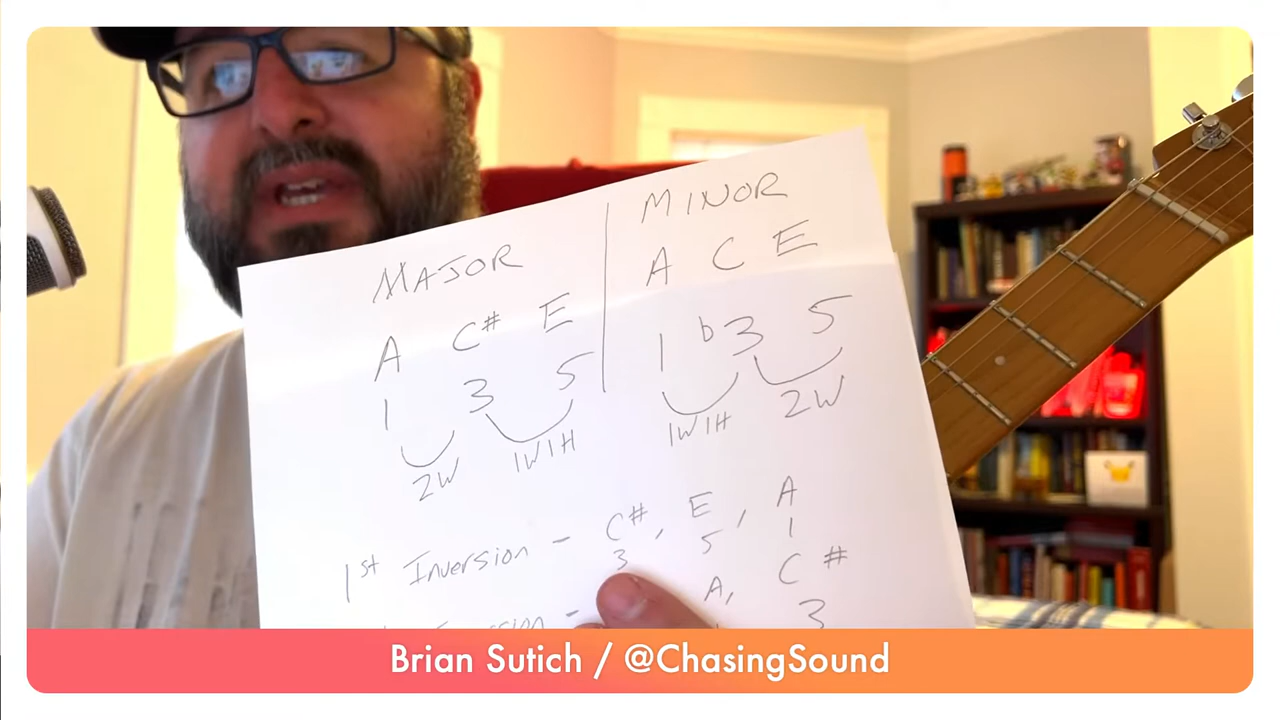 MAJOR
A C# E
1 3 5
2W 1W1H
MINOR
A C E
1 b3 5
1W1H 2W
1st Inversion - C#, E, A
3 5 1
A, C#
3
Brian Sutich / @ChasingSound